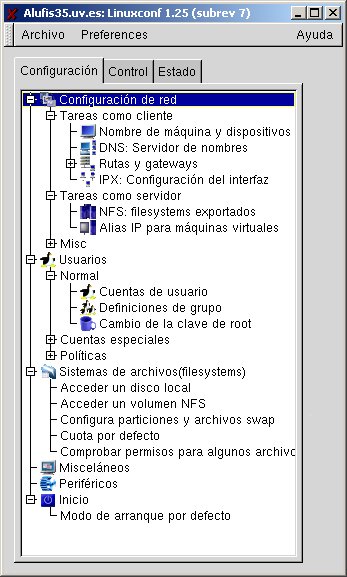 Alufis35.uv.es: Linuxconf 1.25 (subrev 7)
Archivo Preferences Ayuda
Configuración Control Estado
Configuración de red
Tareas como cliente
Nombre de máquina y dispositivos
DNS: Servidor de nombres
Rutas y gateways
IPX: Configuración del interfaz
Tareas como servidor
NFS: filesystems exportados
Alias IP para máquinas virtuales
Misc
Usuarios
Normal
Cuentas de usuario
Definiciones de grupo
Cambio de la clave de root
Cuentas especiales
Políticas
Sistemas de archivos(filesystems)
Acceder un disco local
Acceder un volumen NFS
Configura particiones y archivos swap
Cuota por defecto
Comprobar permisos para algunos archivo
Misceláneos
Periféricos
Inicio
Modo de arranque por defecto